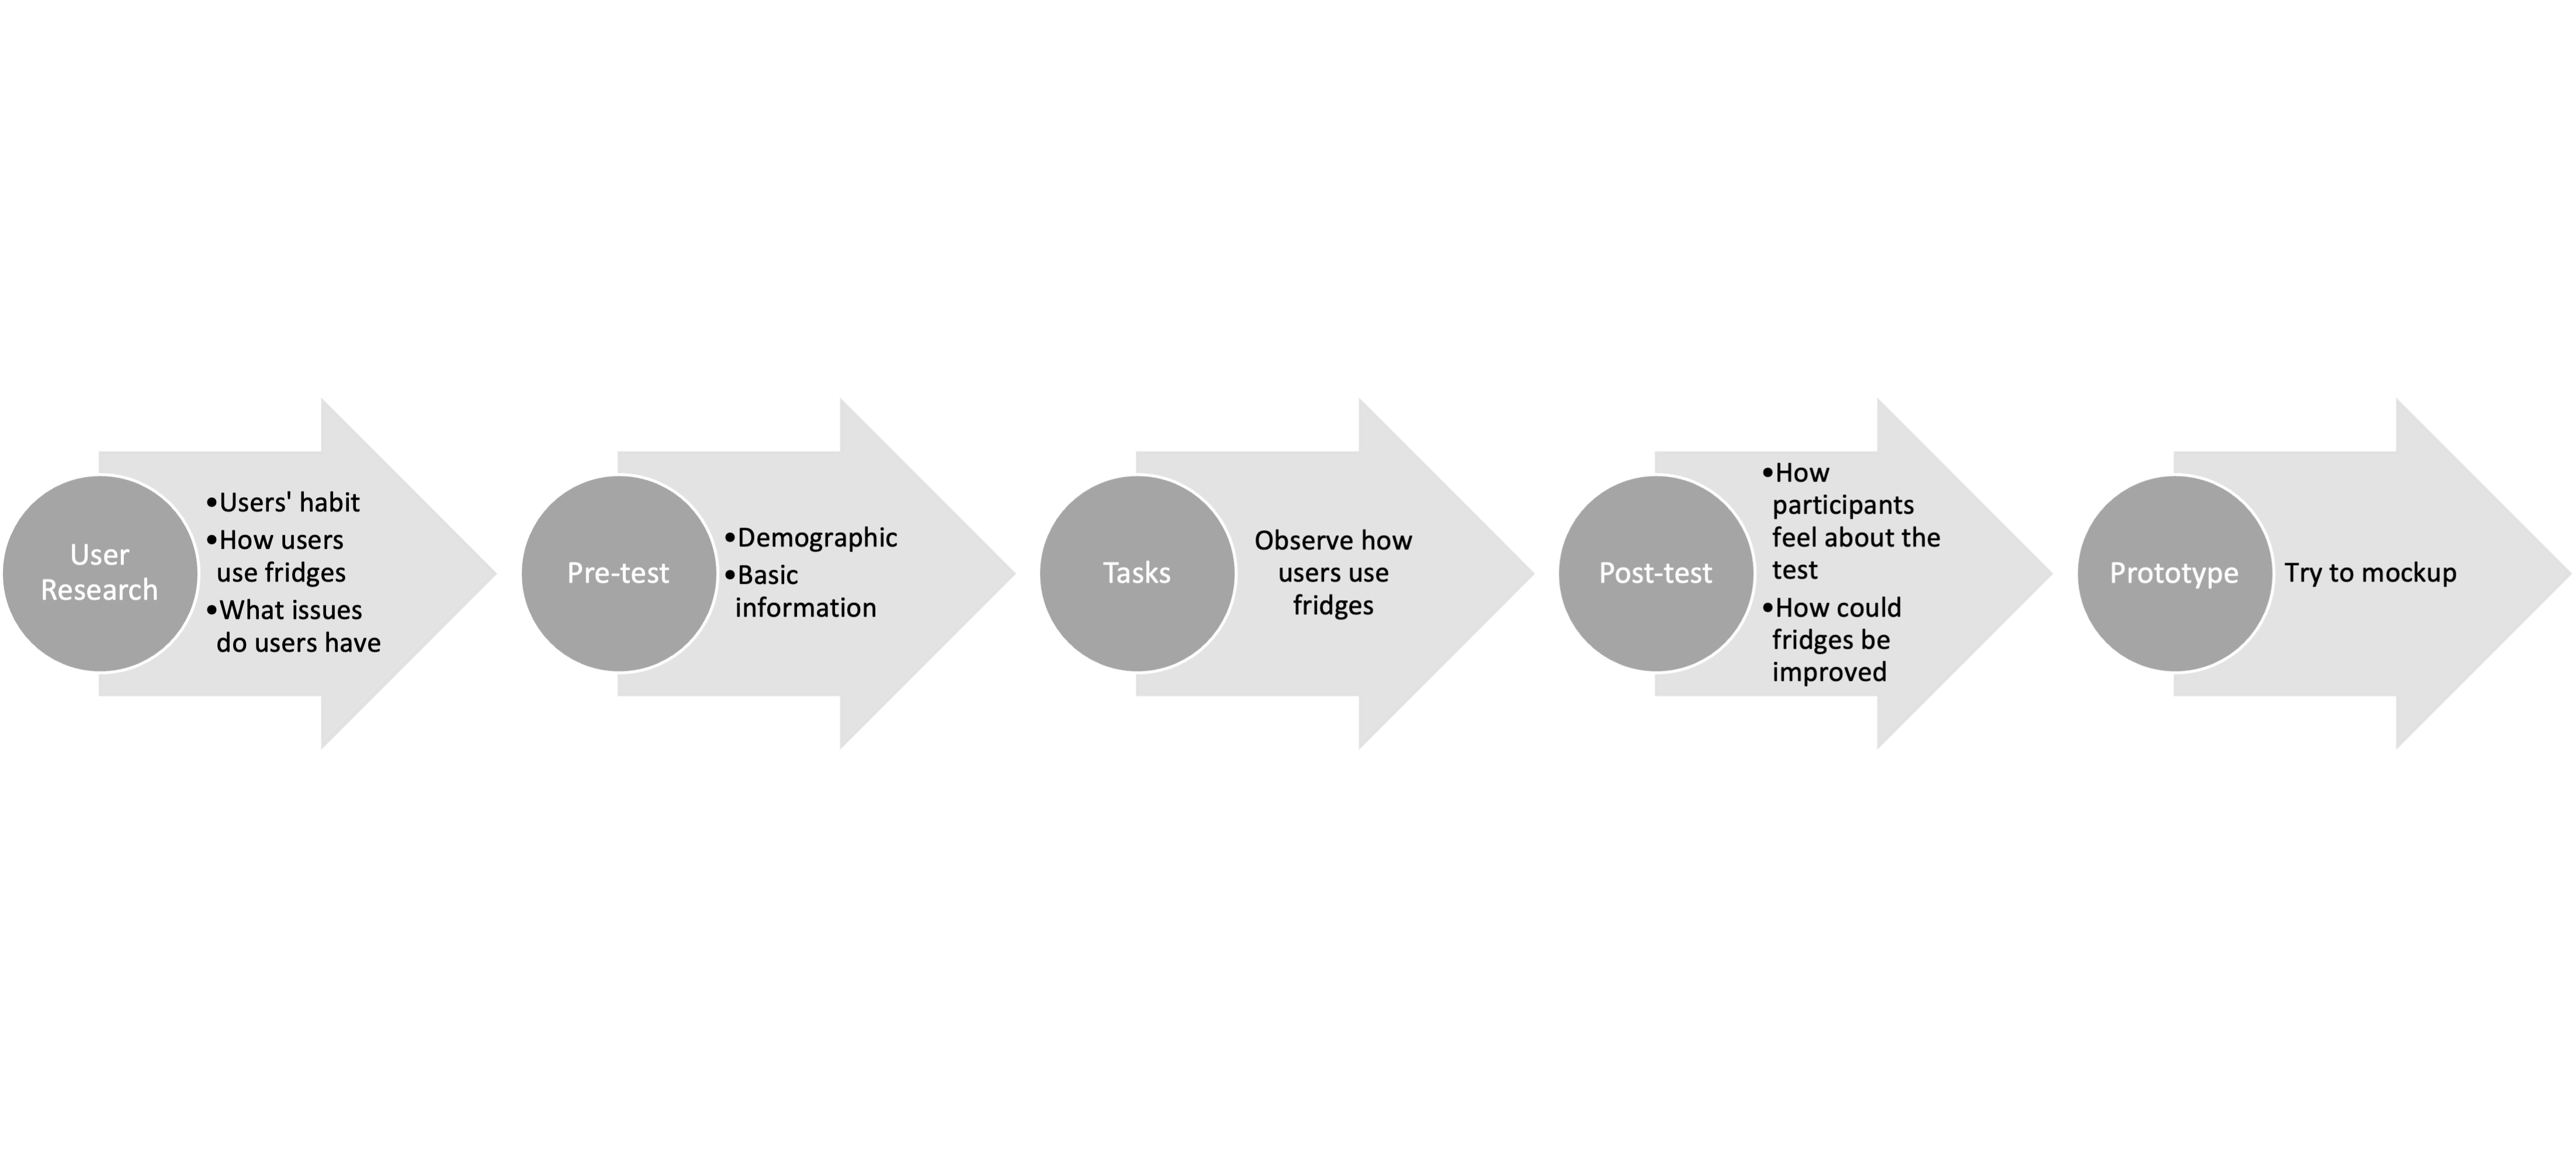 User
Research
•Users' habit
•How users
use fridges
•What issues
do users have
Pre-test
•Demographic
•Basic
information
Tasks
Observe how
users use
fridges
Post-test
•How
participants
feel about the
test
•How could
fridges be
improved
Prototype
Try to mockup